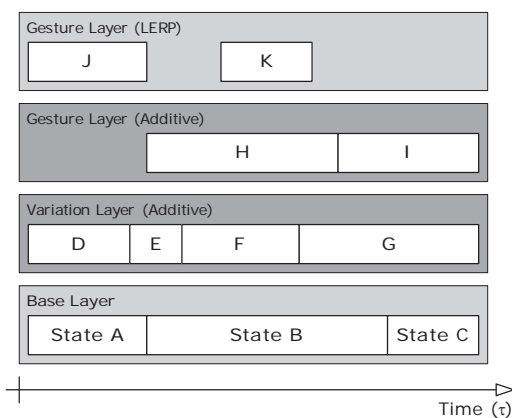 Gesture Layer (LERP)
J K
Gesture Layer (Additive)
H I
Variation Layer (Additive)
D E F G
Base Layer
State A State B State C
Time (τ)